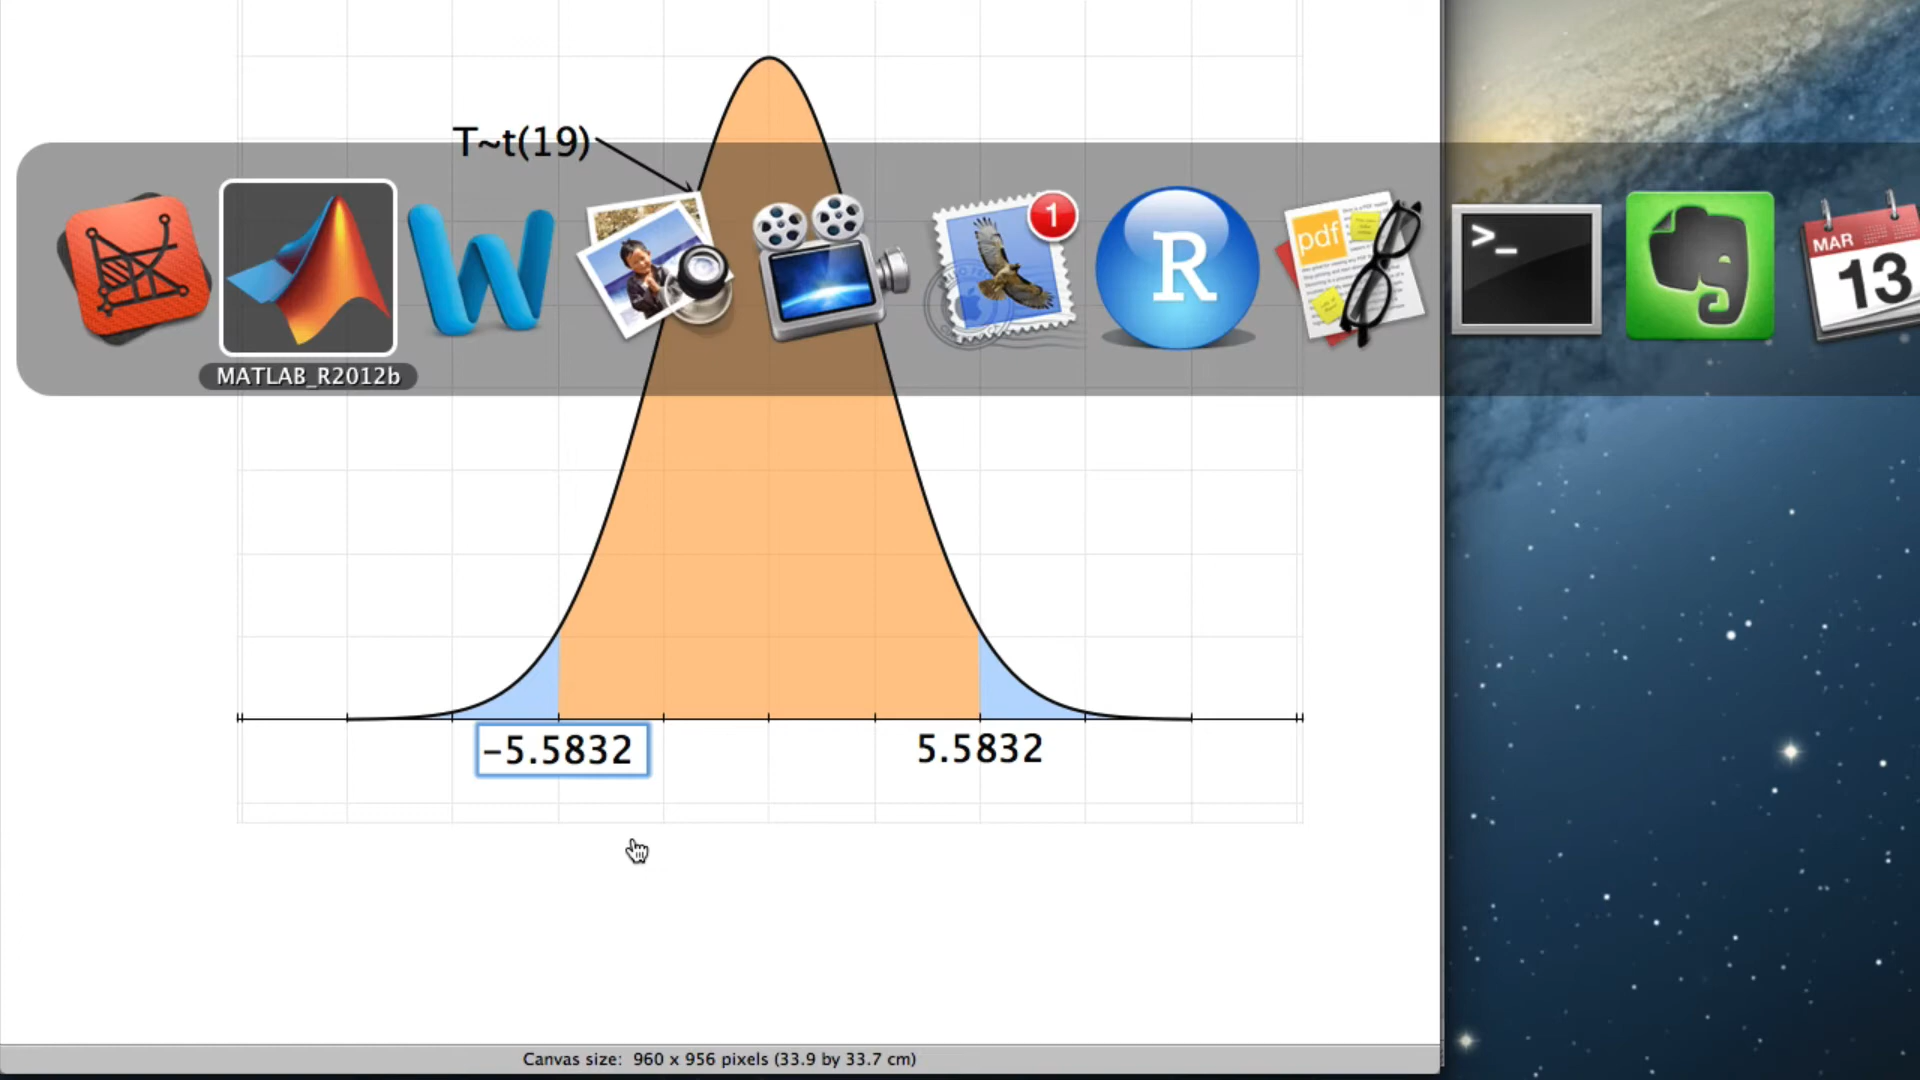 T~t(19)
1
R
pdf
>_
MAR
13
MATLAB_R2012b
-5.5832
5.5832
Canvas size: 960 x 956 pixels (33.9 by 33.7 cm)